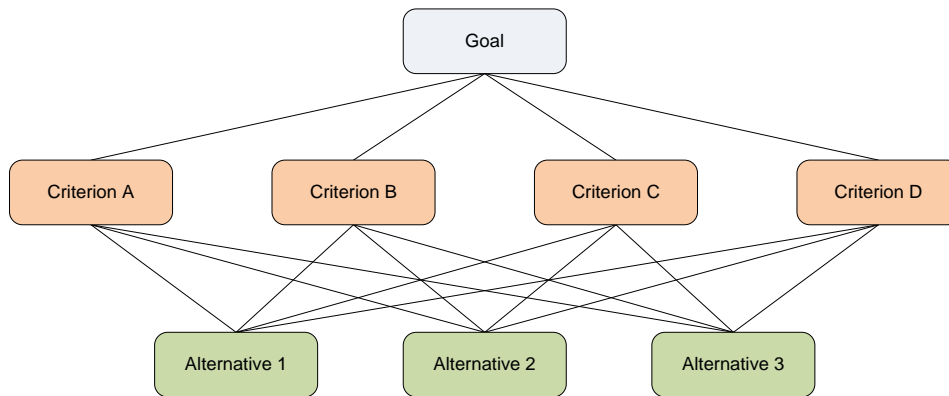 Goal
Criterion A
Criterion B
Criterion C
Criterion D
Alternative 1
Alternative 2
Alternative 3